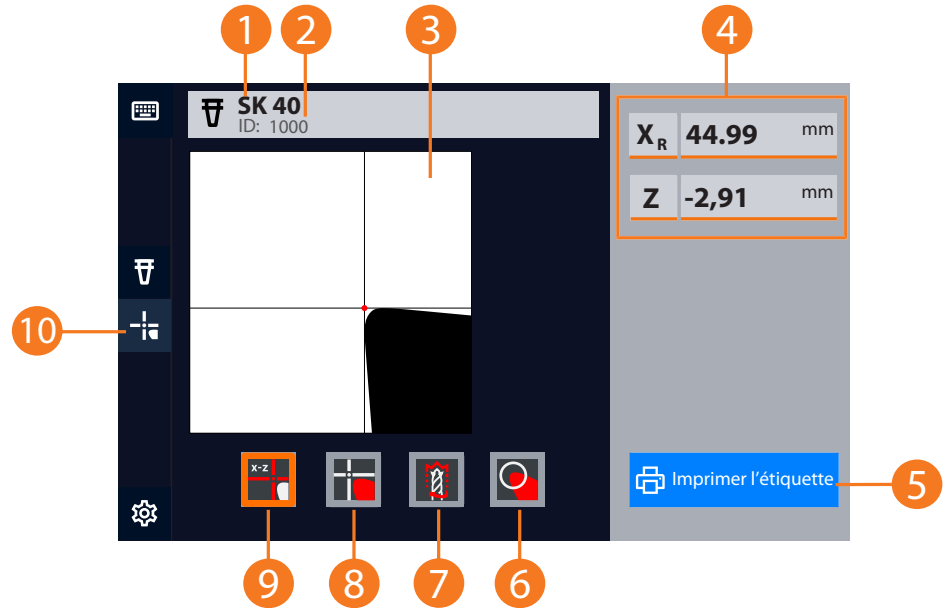 1 2 3 4
SK 40
ID: 1000
X R 44.99 mm
Z -2,91 mm
10
x-z
Imprimer l'étiquette
5
9 8 7 6